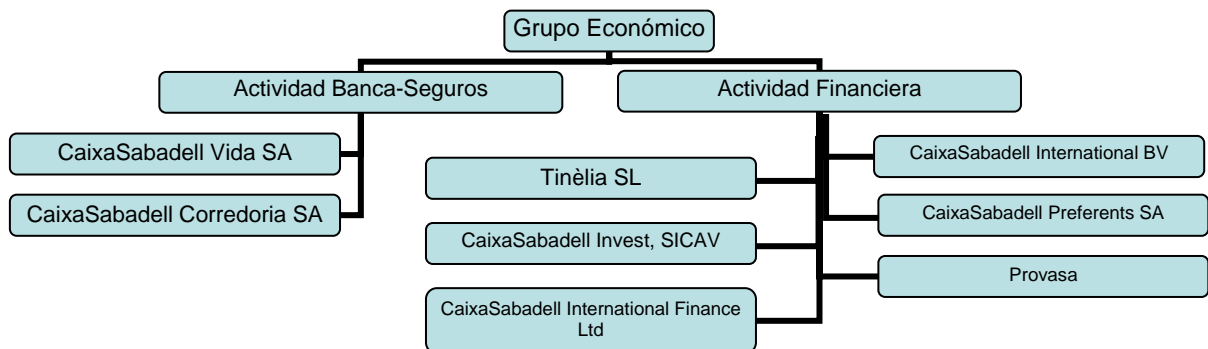 Grupo Económico
Actividad Banca-Seguros
Actividad Financiera
CaixaSabadell Vida SA
CaixaSabadell Corredoria SA
Tinèlia SL
CaixaSabadell Invest, SICAV
CaixaSabadell International Finance
Ltd
CaixaSabadell International BV
CaixaSabadell Preferents SA
Provasa